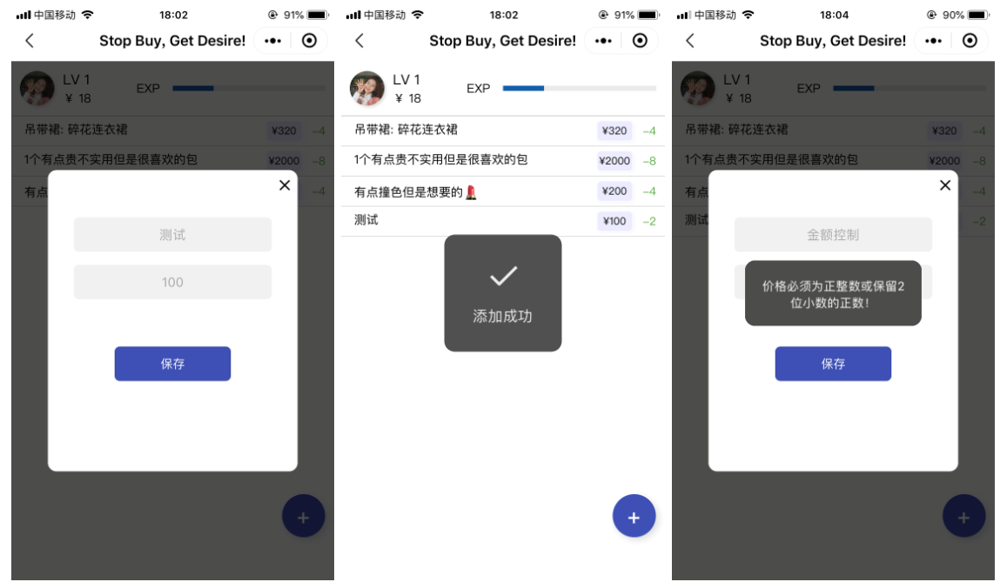 中国移动 18:02 91%
Stop Buy, Get Desire!
LV 1
¥ 18
EXP
吊带裙: 碎花连衣裙 ¥320 -4
1个有点贵不实用但是很喜欢的包 ¥2000 -8
有点 -4
测试
100
保存
+
中国移动 18:02 91%
Stop Buy, Get Desire!
LV 1
¥ 18
EXP
吊带裙: 碎花连衣裙 ¥320 -4
1个有点贵不实用但是很喜欢的包 ¥2000 -8
有点撞色但是想要的💄 ¥200 -4
测试 ¥100 -2
添加成功
+
中国移动 18:04 90%
Stop Buy, Get Desire!
LV 1
¥ 18
EXP
吊带裙: 碎花连衣裙 ¥320 -4
1个有点贵不实用但是很喜欢的包 ¥2000 -8
有点 -4
测试 -2
金额控制
价格必须为正整数或保留2
位小数的正数!
保存
+